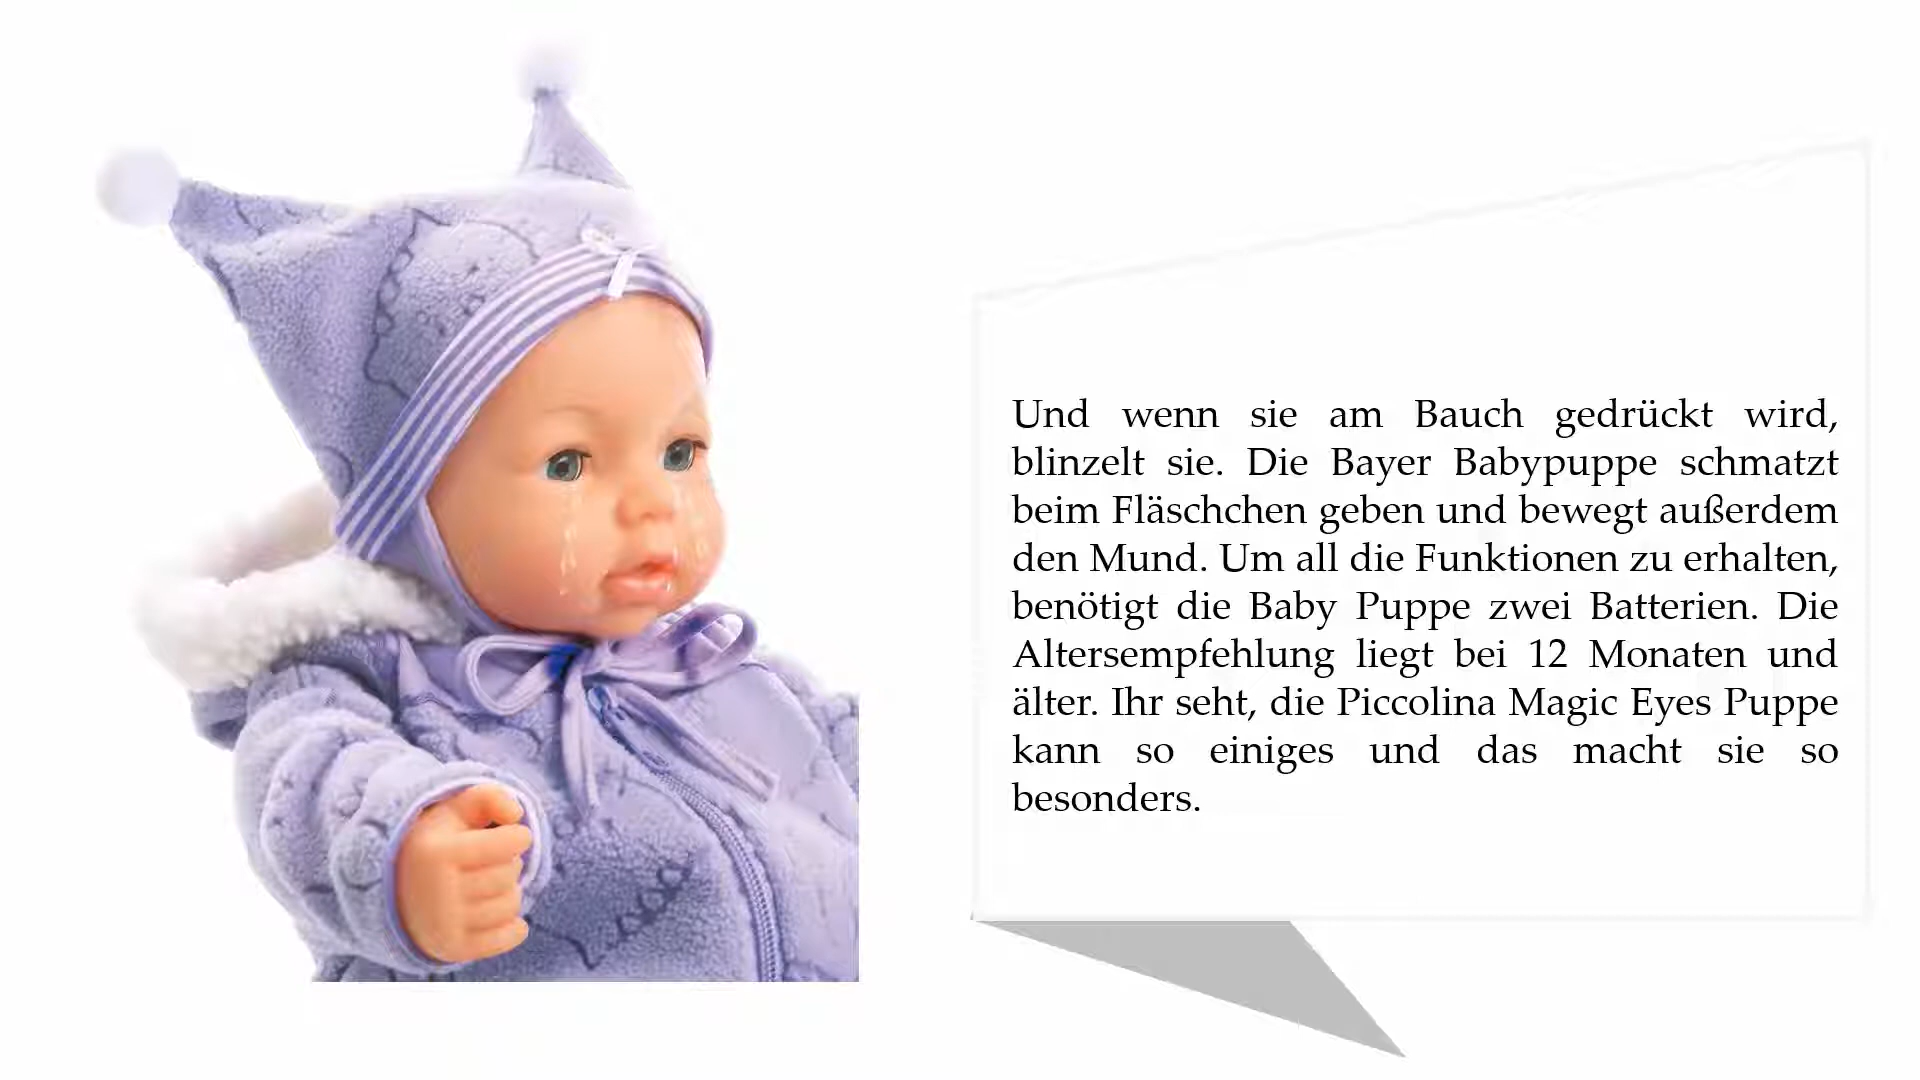 Und wenn sie am Bauch gedrückt wird,
blinzelt sie. Die Bayer Babypuppe schmatzt
beim Fläschchen geben und bewegt außerdem
den Mund. Um all die Funktionen zu erhalten,
benötigt die Baby Puppe zwei Batterien. Die
Altersempfehlung liegt bei 12 Monaten und
älter. Ihr seht, die Piccolina Magic Eyes Puppe
kann so einiges und das macht sie so
besonders.